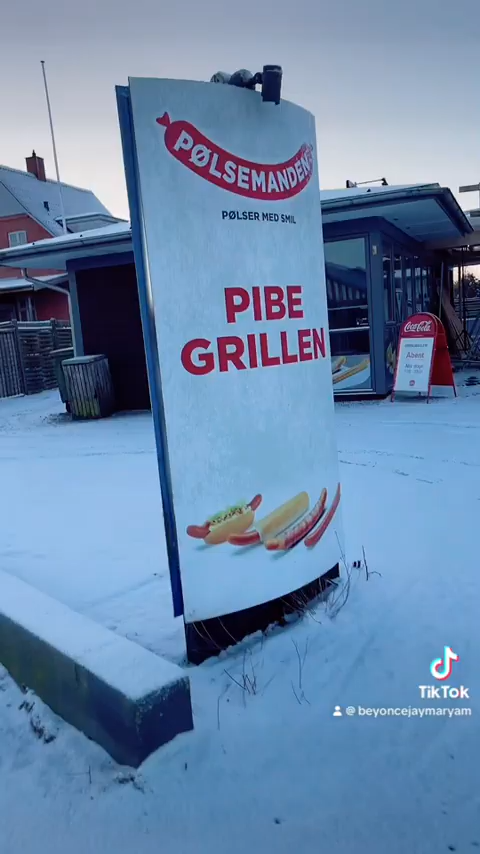 PØLSEMANDEN
PØLSER MED SMIL
PIBE
GRILLEN
Coca-Cola
Åbent
TikTok
@beyoncejaymaryam